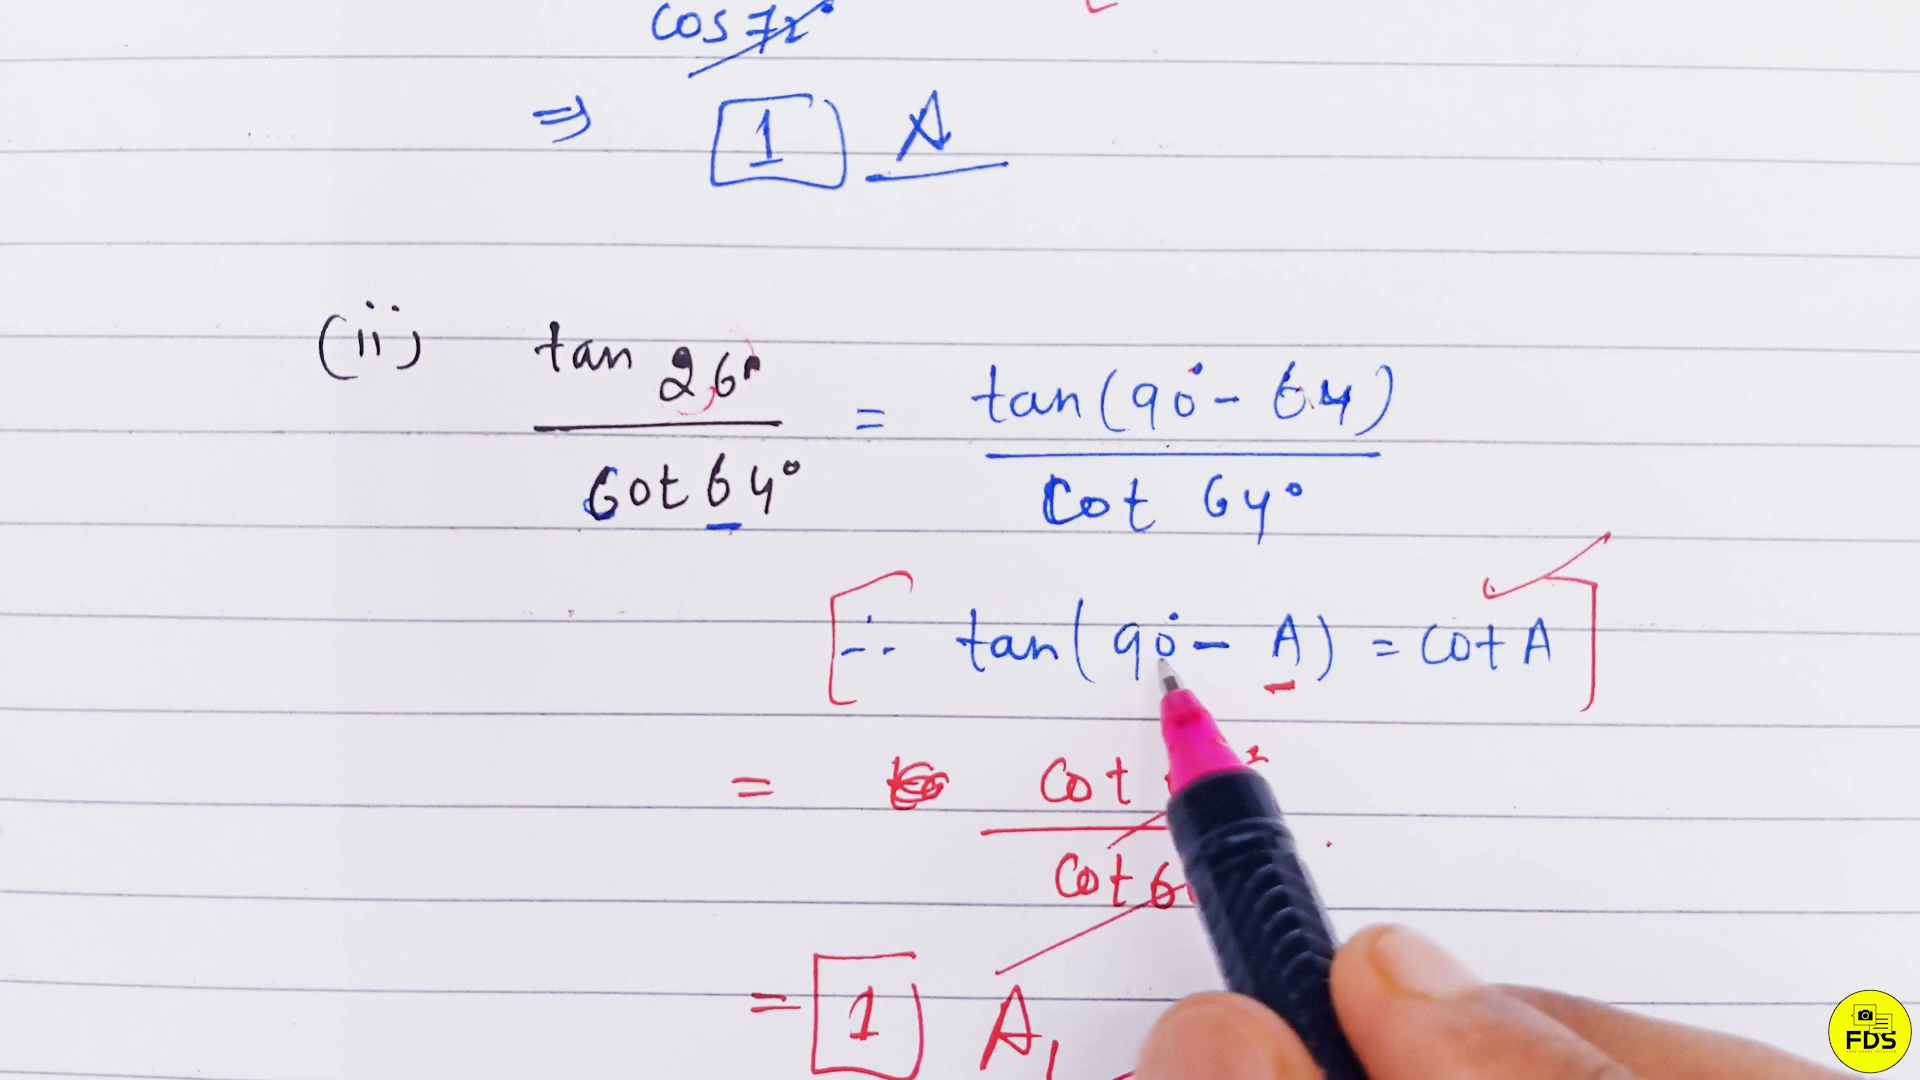 cos 72°
⇒ 1 A
(ii) tan 26° / cot 64° = tan(90° - 64) / cot 64°
[∵ tan(90° - A) = cot A]
= cot / cot 6
= 1 A
FDS